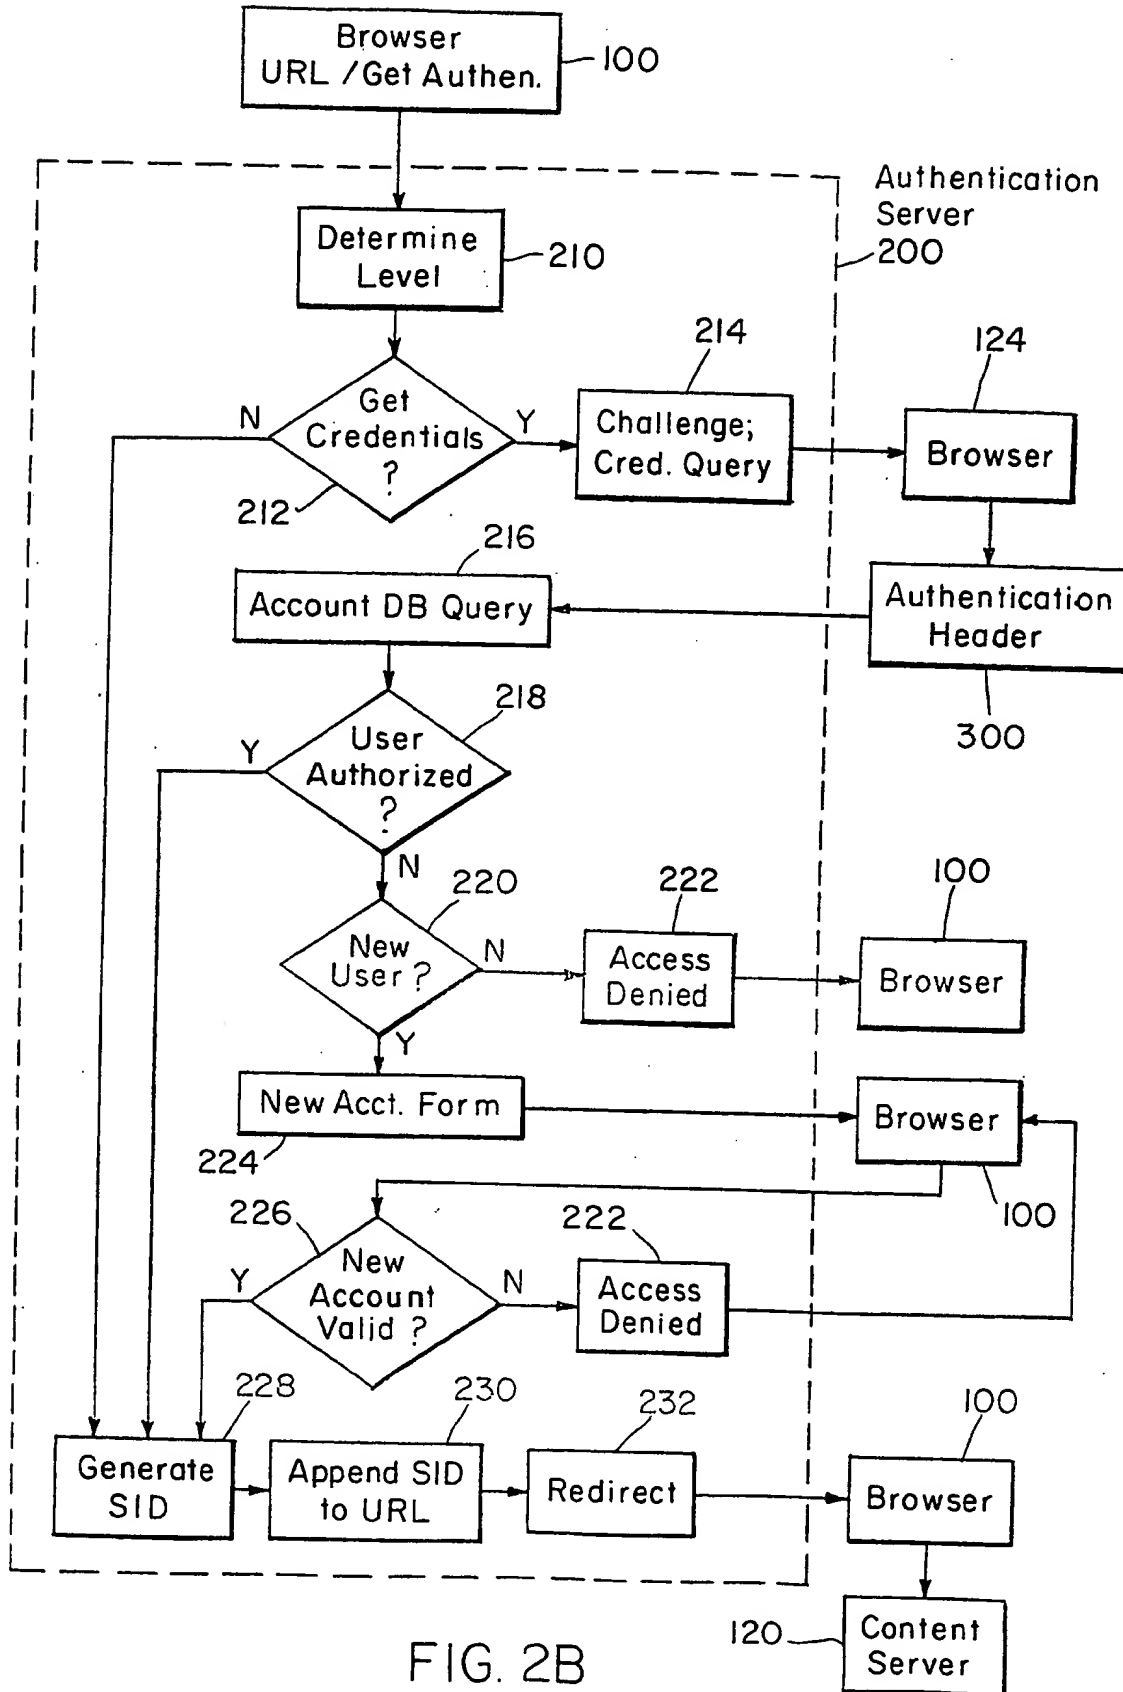 Browser
URL /Get Authen.
100
Authentication
Server
200
Determine
Level
210
214
124
N
Get
Credentials
?
Y
212
Challenge;
Cred. Query
Browser
216
Account DB Query
Authentication
Header
300
218
Y
User
Authorized
?
N
220
222
100
New
User ?
N
Access
Denied
Browser
Y
New Acct. Form
224
Browser
100
226
222
Y
New
Account
Valid ?
N
Access
Denied
228
230
232
100
Generate
SID
Append SID
to URL
Redirect
Browser
120
Content
Server
FIG. 2B